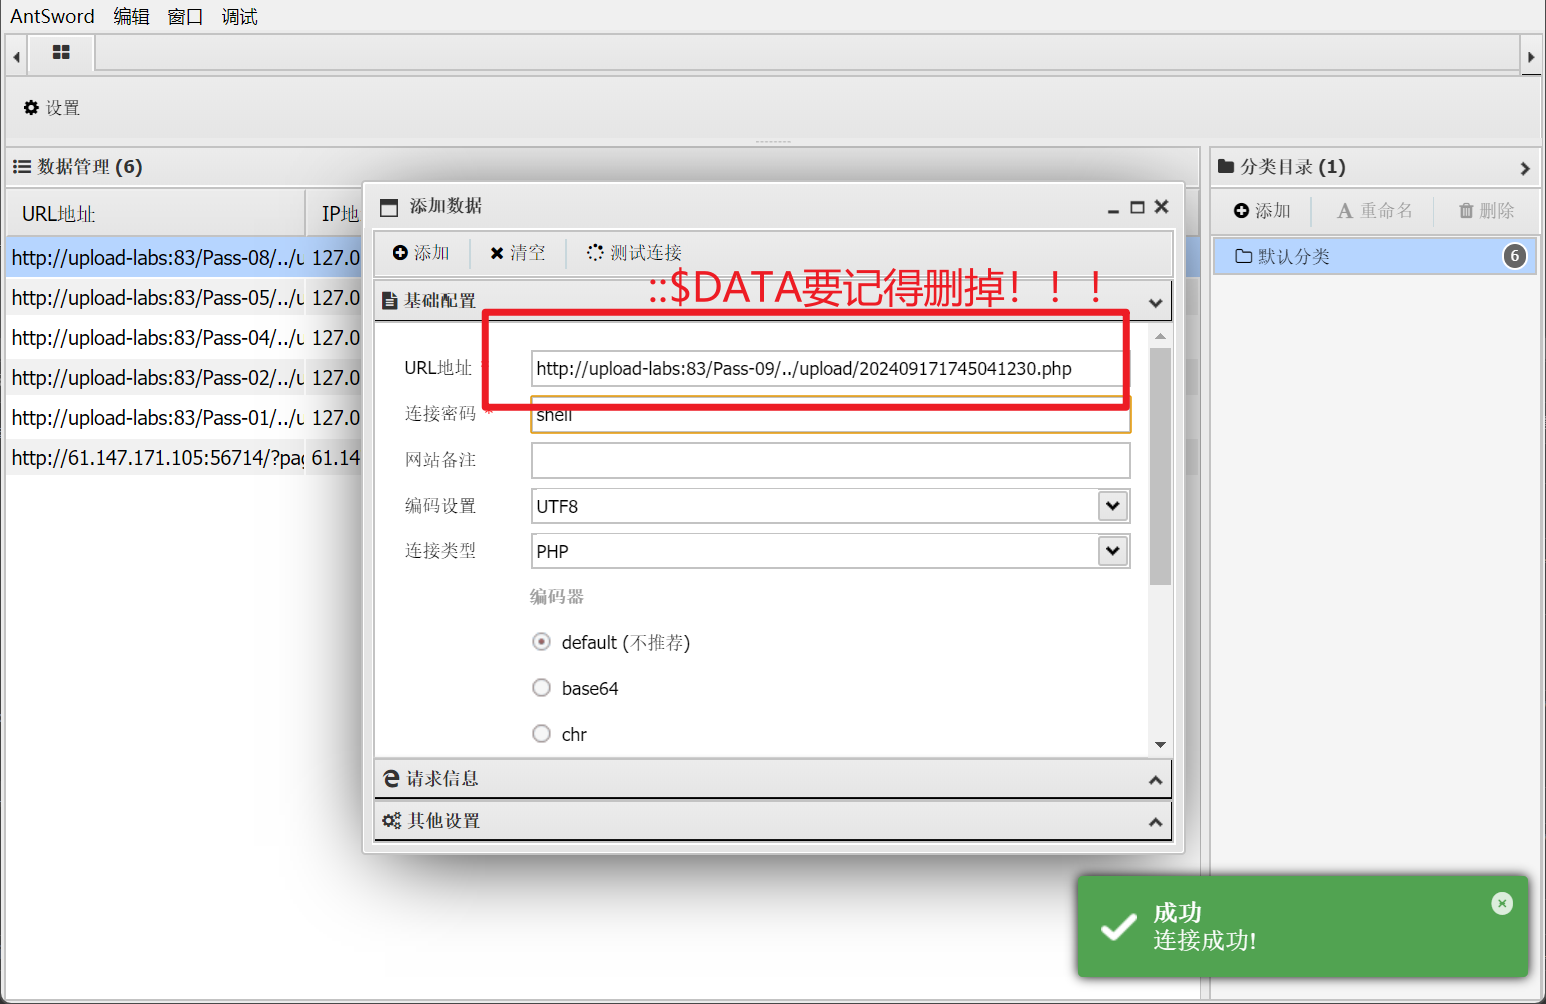 AntSword 编辑 窗口 调试
设置
数据管理 (6)
URL地址 IP地
http://upload-labs:83/Pass-08/../u 127.0
http://upload-labs:83/Pass-05/../u 127.0
http://upload-labs:83/Pass-04/../u 127.0
http://upload-labs:83/Pass-02/../u 127.0
http://upload-labs:83/Pass-01/../u 127.0
http://61.147.171.105:56714/?pag 61.14
添加数据
添加 清空 测试连接
::$DATA要记得删掉！！！
基础配置
URL地址 *
http://upload-labs:83/Pass-09/../upload/202409171745041230.php
连接密码 *
shell
网站备注
编码设置
UTF8
连接类型
PHP
编码器
default (不推荐)
base64
chr
请求信息
其他设置
分类目录 (1)
添加 A 重命名 删除
默认分类 6
成功
连接成功!